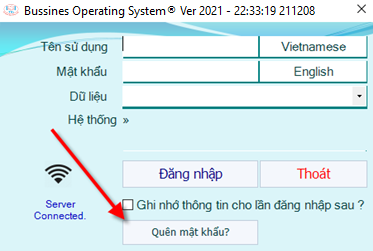 Bussines Operating System® Ver 2021 - 22:33:19 211208
Tên sử dụng
Vietnamese
Mật khẩu
English
Dữ liệu
Hệ thống »
Server
Connected.
Đăng nhập
Thoát
Ghi nhớ thông tin cho lần đăng nhập sau ?
Quên mật khẩu?